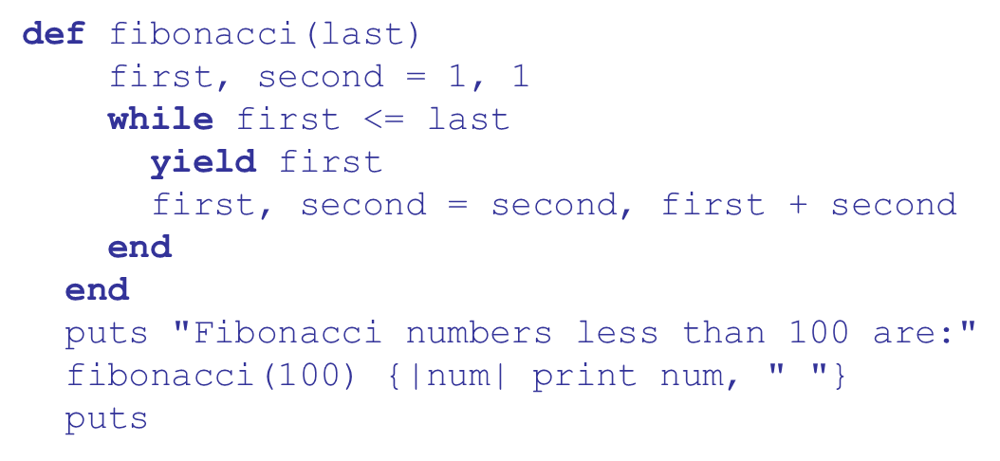 def fibonacci(last)
    first, second = 1, 1
    while first <= last
      yield first
      first, second = second, first + second
    end
  end
  puts "Fibonacci numbers less than 100 are:"
  fibonacci(100) {|num| print num, " "}
  puts